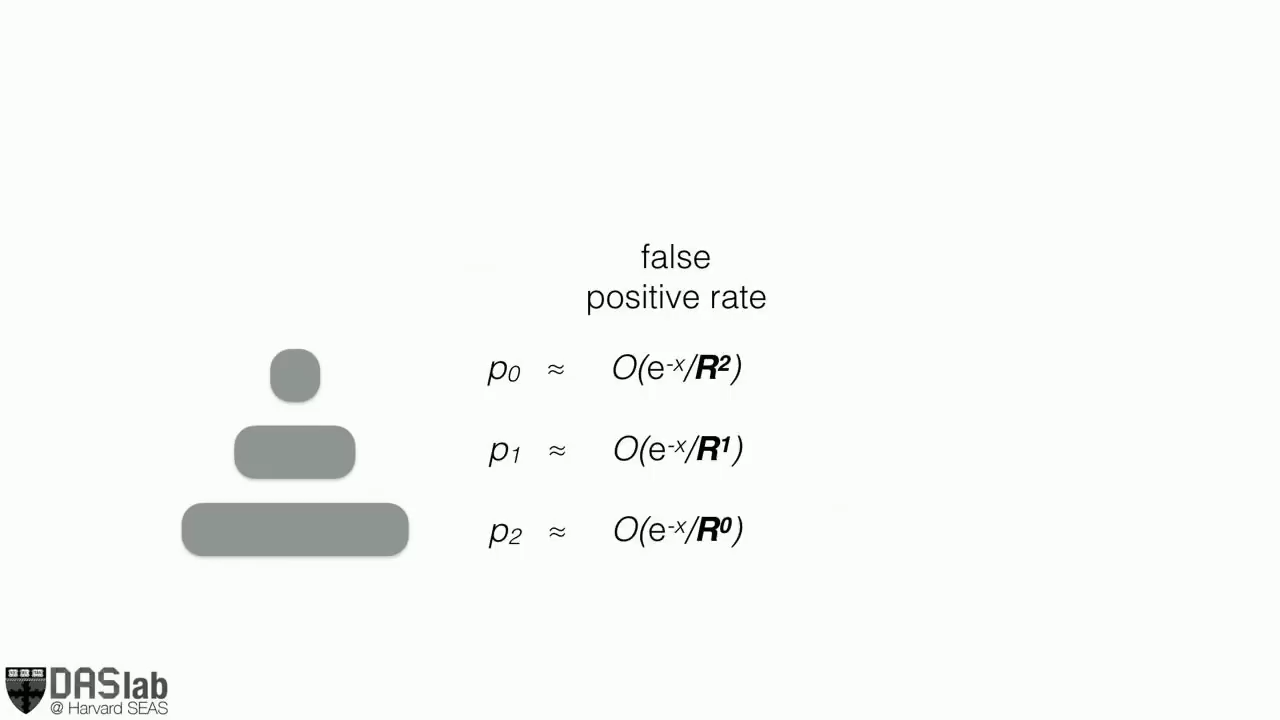 false
positive rate
p₀ ≈ O(e⁻ˣ/R²)
p₁ ≈ O(e⁻ˣ/R¹)
p₂ ≈ O(e⁻ˣ/R⁰)
DASlab
@ Harvard SEAS